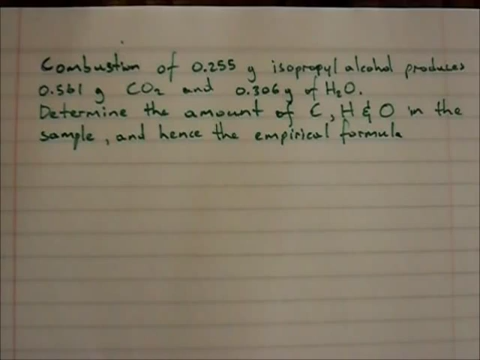 Combustion of 0.255 g isopropyl alcohol produces
0.561 g CO₂ and 0.306 g of H₂O.
Determine the amount of C, H & O in the
sample, and hence the empirical formula